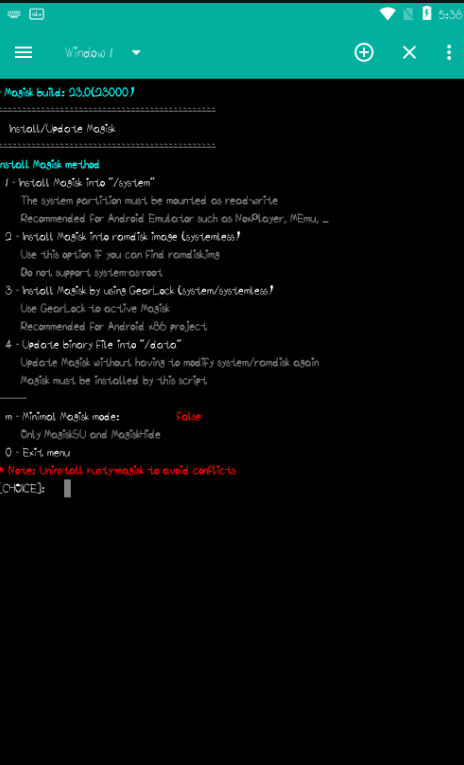 5:38
Window 1
Magisk build: 23.0(23000)
Install/Update Magisk
nstall Magisk method
1 - Install Magisk into "/system"
The system partition must be mounted as read-write
Recommended for Android Emulator such as NoxPlayer, MEmu, ...
2 - Install Magisk into ramdisk image (systemless)
Use this option if you can find ramdisk.img
Do not support system-as-root
3 - Install Magisk by using GearLock (system/systemless)
Use GearLock to active Magisk
Recommended for Android x86 project
4 - Update binary file into "/data"
Update Magisk without having to modify system/ramdisk again
Magisk must be installed by this script
m - Minimal Magisk mode: False
Only MagiskSU and MagiskHide
0 - Exit menu
* Note: Uninstall rusty-magisk to avoid conflicts
[CHOICE]: